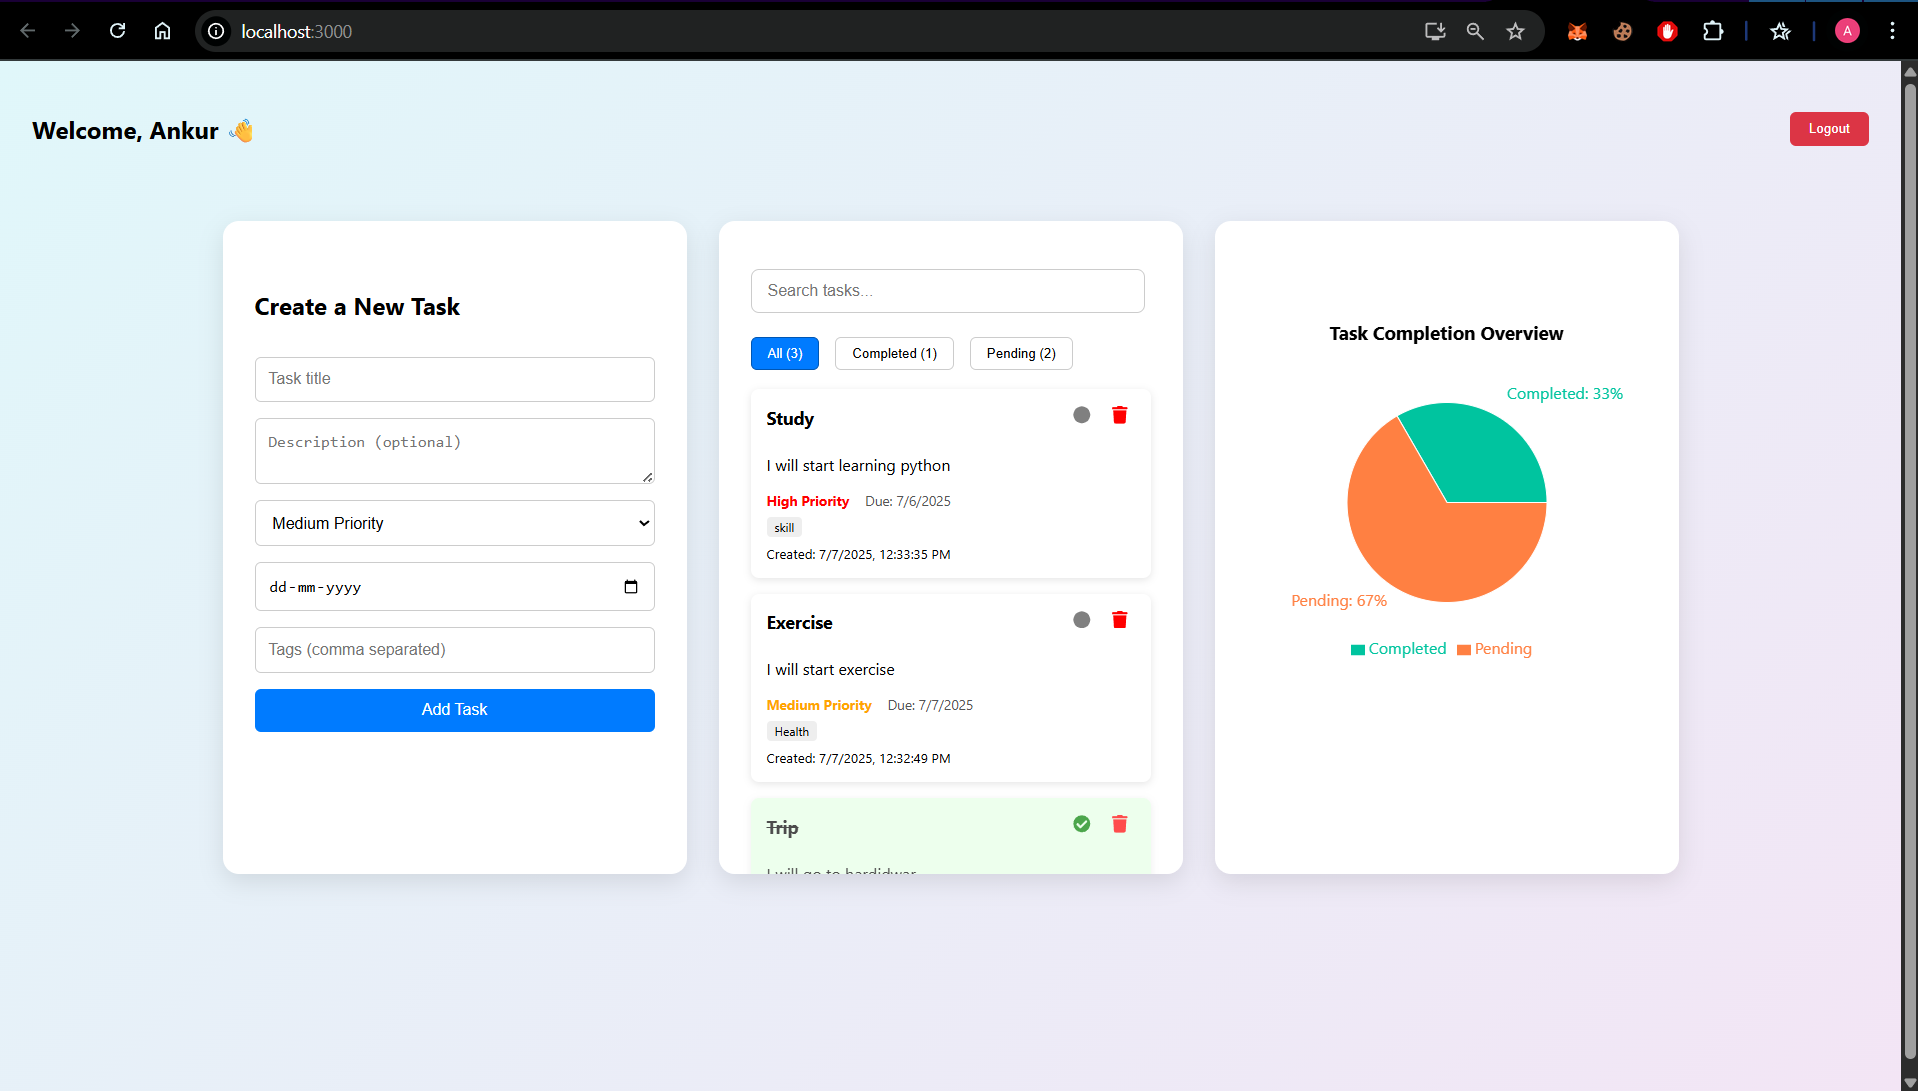 localhost:3000
A
Welcome, Ankur 👋
Logout
Create a New Task
Task title
Description (optional)
Medium Priority
dd-mm-yyyy
Tags (comma separated)
Add Task
Search tasks...
All (3)
Completed (1)
Pending (2)
Study
I will start learning python
High Priority Due: 7/6/2025
skill
Created: 7/7/2025, 12:33:35 PM
Exercise
I will start exercise
Medium Priority Due: 7/7/2025
Health
Created: 7/7/2025, 12:32:49 PM
Trip
I will go to hardidwar
Task Completion Overview
Completed: 33%
Pending: 67%
Completed Pending